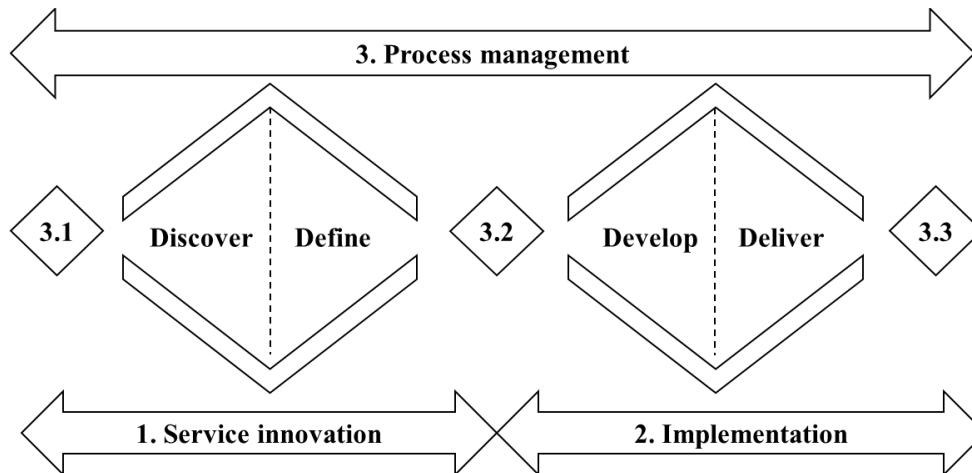 3. Process management
3.1
Discover
Define
3.2
Develop
Deliver
3.3
1. Service innovation
2. Implementation